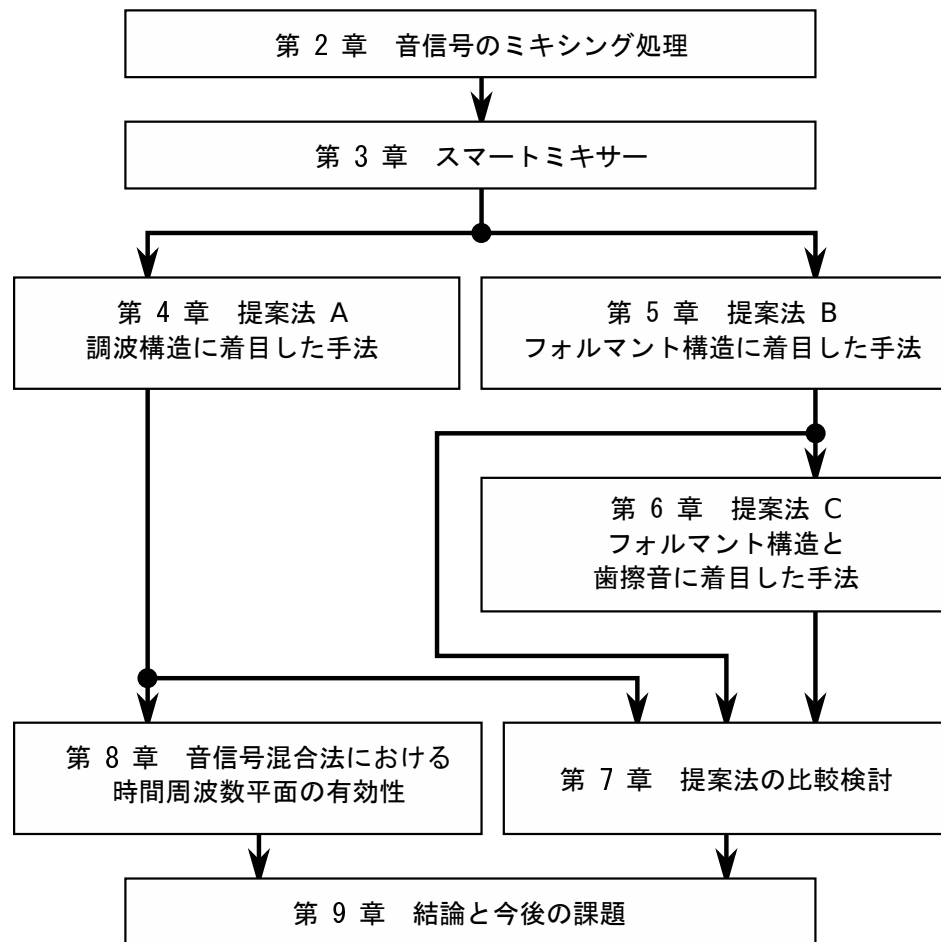 第 2 章　音信号のミキシング処理
第 3 章　スマートミキサー
第 4 章　提案法 A
調波構造に着目した手法
第 5 章　提案法 B
フォルマント構造に着目した手法
第 6 章　提案法 C
フォルマント構造と
歯擦音に着目した手法
第 8 章　音信号混合法における
時間周波数平面の有効性
第 7 章　提案法の比較検討
第 9 章　結論と今後の課題